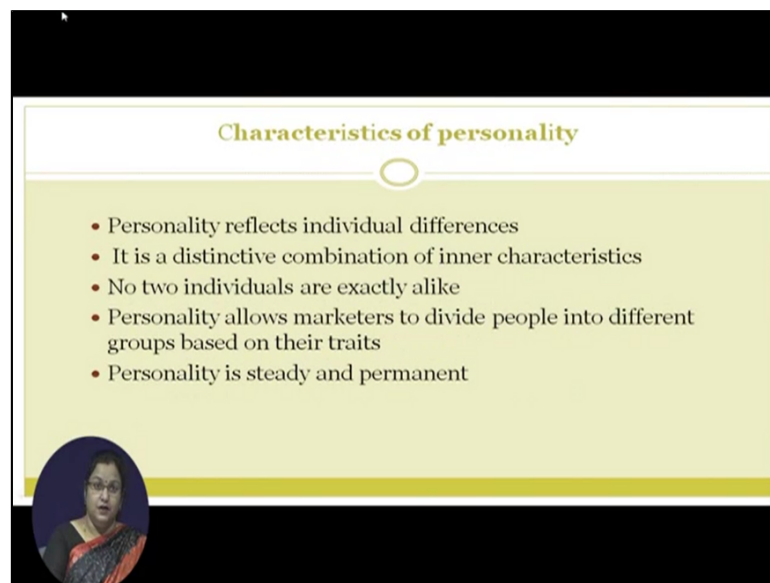 Characteristics of personality
• Personality reflects individual differences
• It is a distinctive combination of inner characteristics
• No two individuals are exactly alike
• Personality allows marketers to divide people into different
groups based on their traits
• Personality is steady and permanent